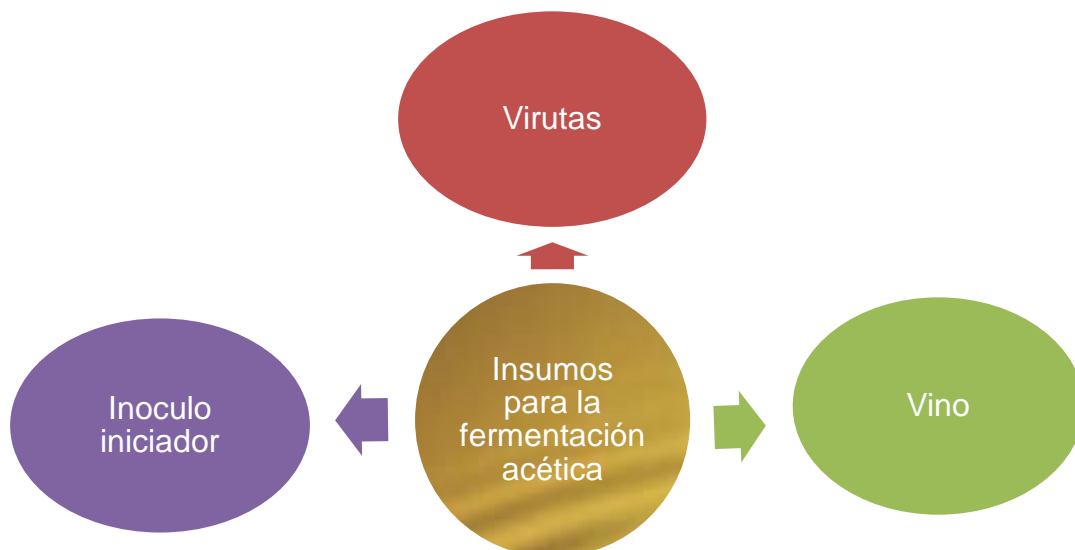 Virutas
Insumos
para la
fermentación
acética
Inoculo
iniciador
Vino